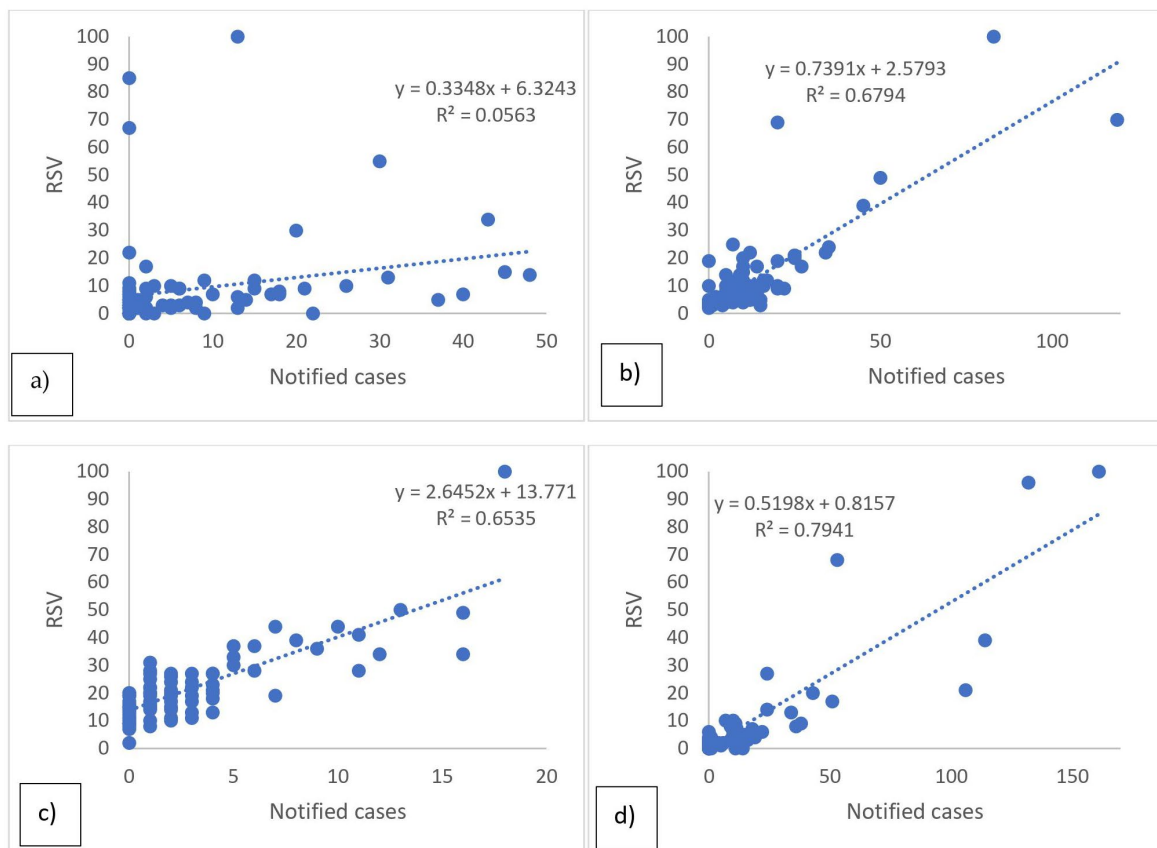 100
90
80
70
60
50
40
30
20
10
0
RSV
y = 0.3348x + 6.3243
R² = 0.0563
0 10 20 30 40 50
Notified cases
a)
100
90
80
70
60
50
40
30
20
10
0
RSV
y = 0.7391x + 2.5793
R² = 0.6794
0 50 100
Notified cases
b)
100
90
80
70
60
50
40
30
20
10
0
RSV
y = 2.6452x + 13.771
R² = 0.6535
0 5 10 15 20
Notified cases
c)
100
90
80
70
60
50
40
30
20
10
0
RSV
y = 0.5198x + 0.8157
R² = 0.7941
0 50 100 150
Notified cases
d)